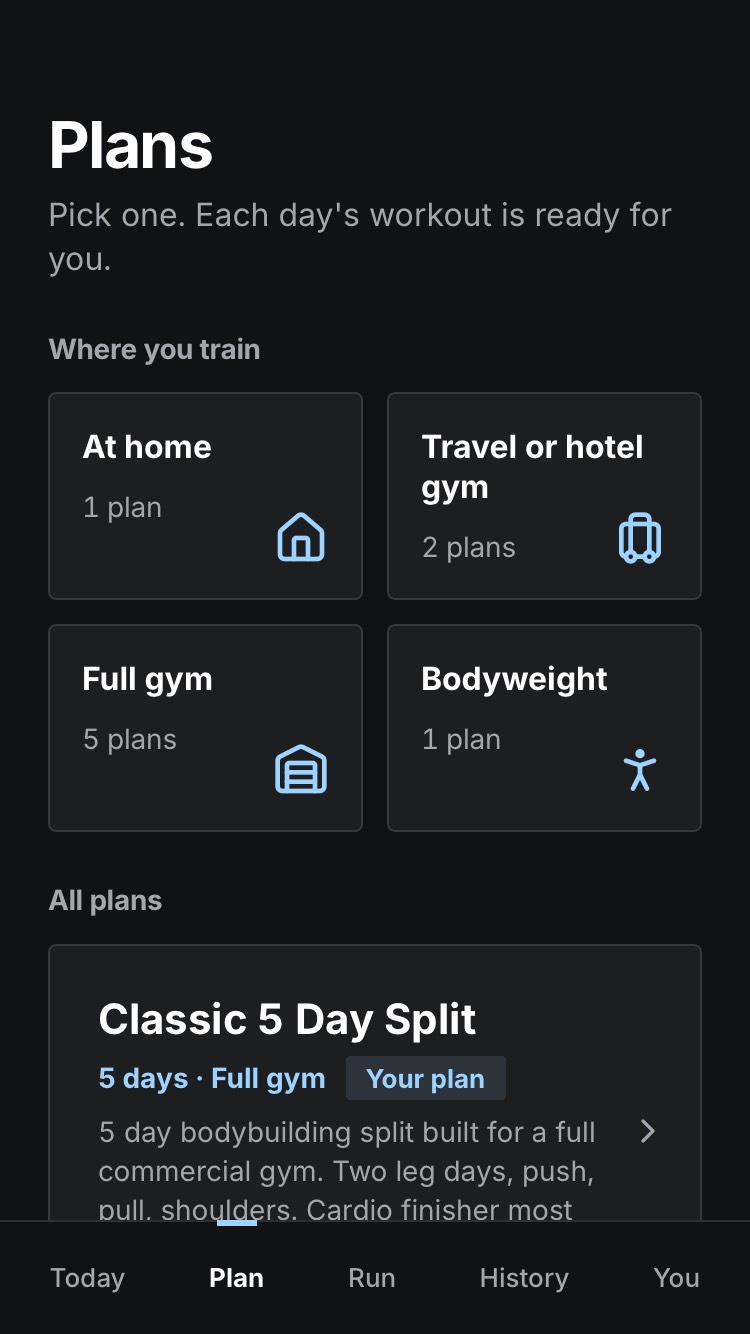 Plans
Pick one. Each day's workout is ready for
you.
Where you train
At home
1 plan
Travel or hotel
gym
2 plans
Full gym
5 plans
Bodyweight
1 plan
All plans
Classic 5 Day Split
5 days · Full gym
Your plan
5 day bodybuilding split built for a full
commercial gym. Two leg days, push,
pull, shoulders. Cardio finisher most
Today
Plan
Run
History
You